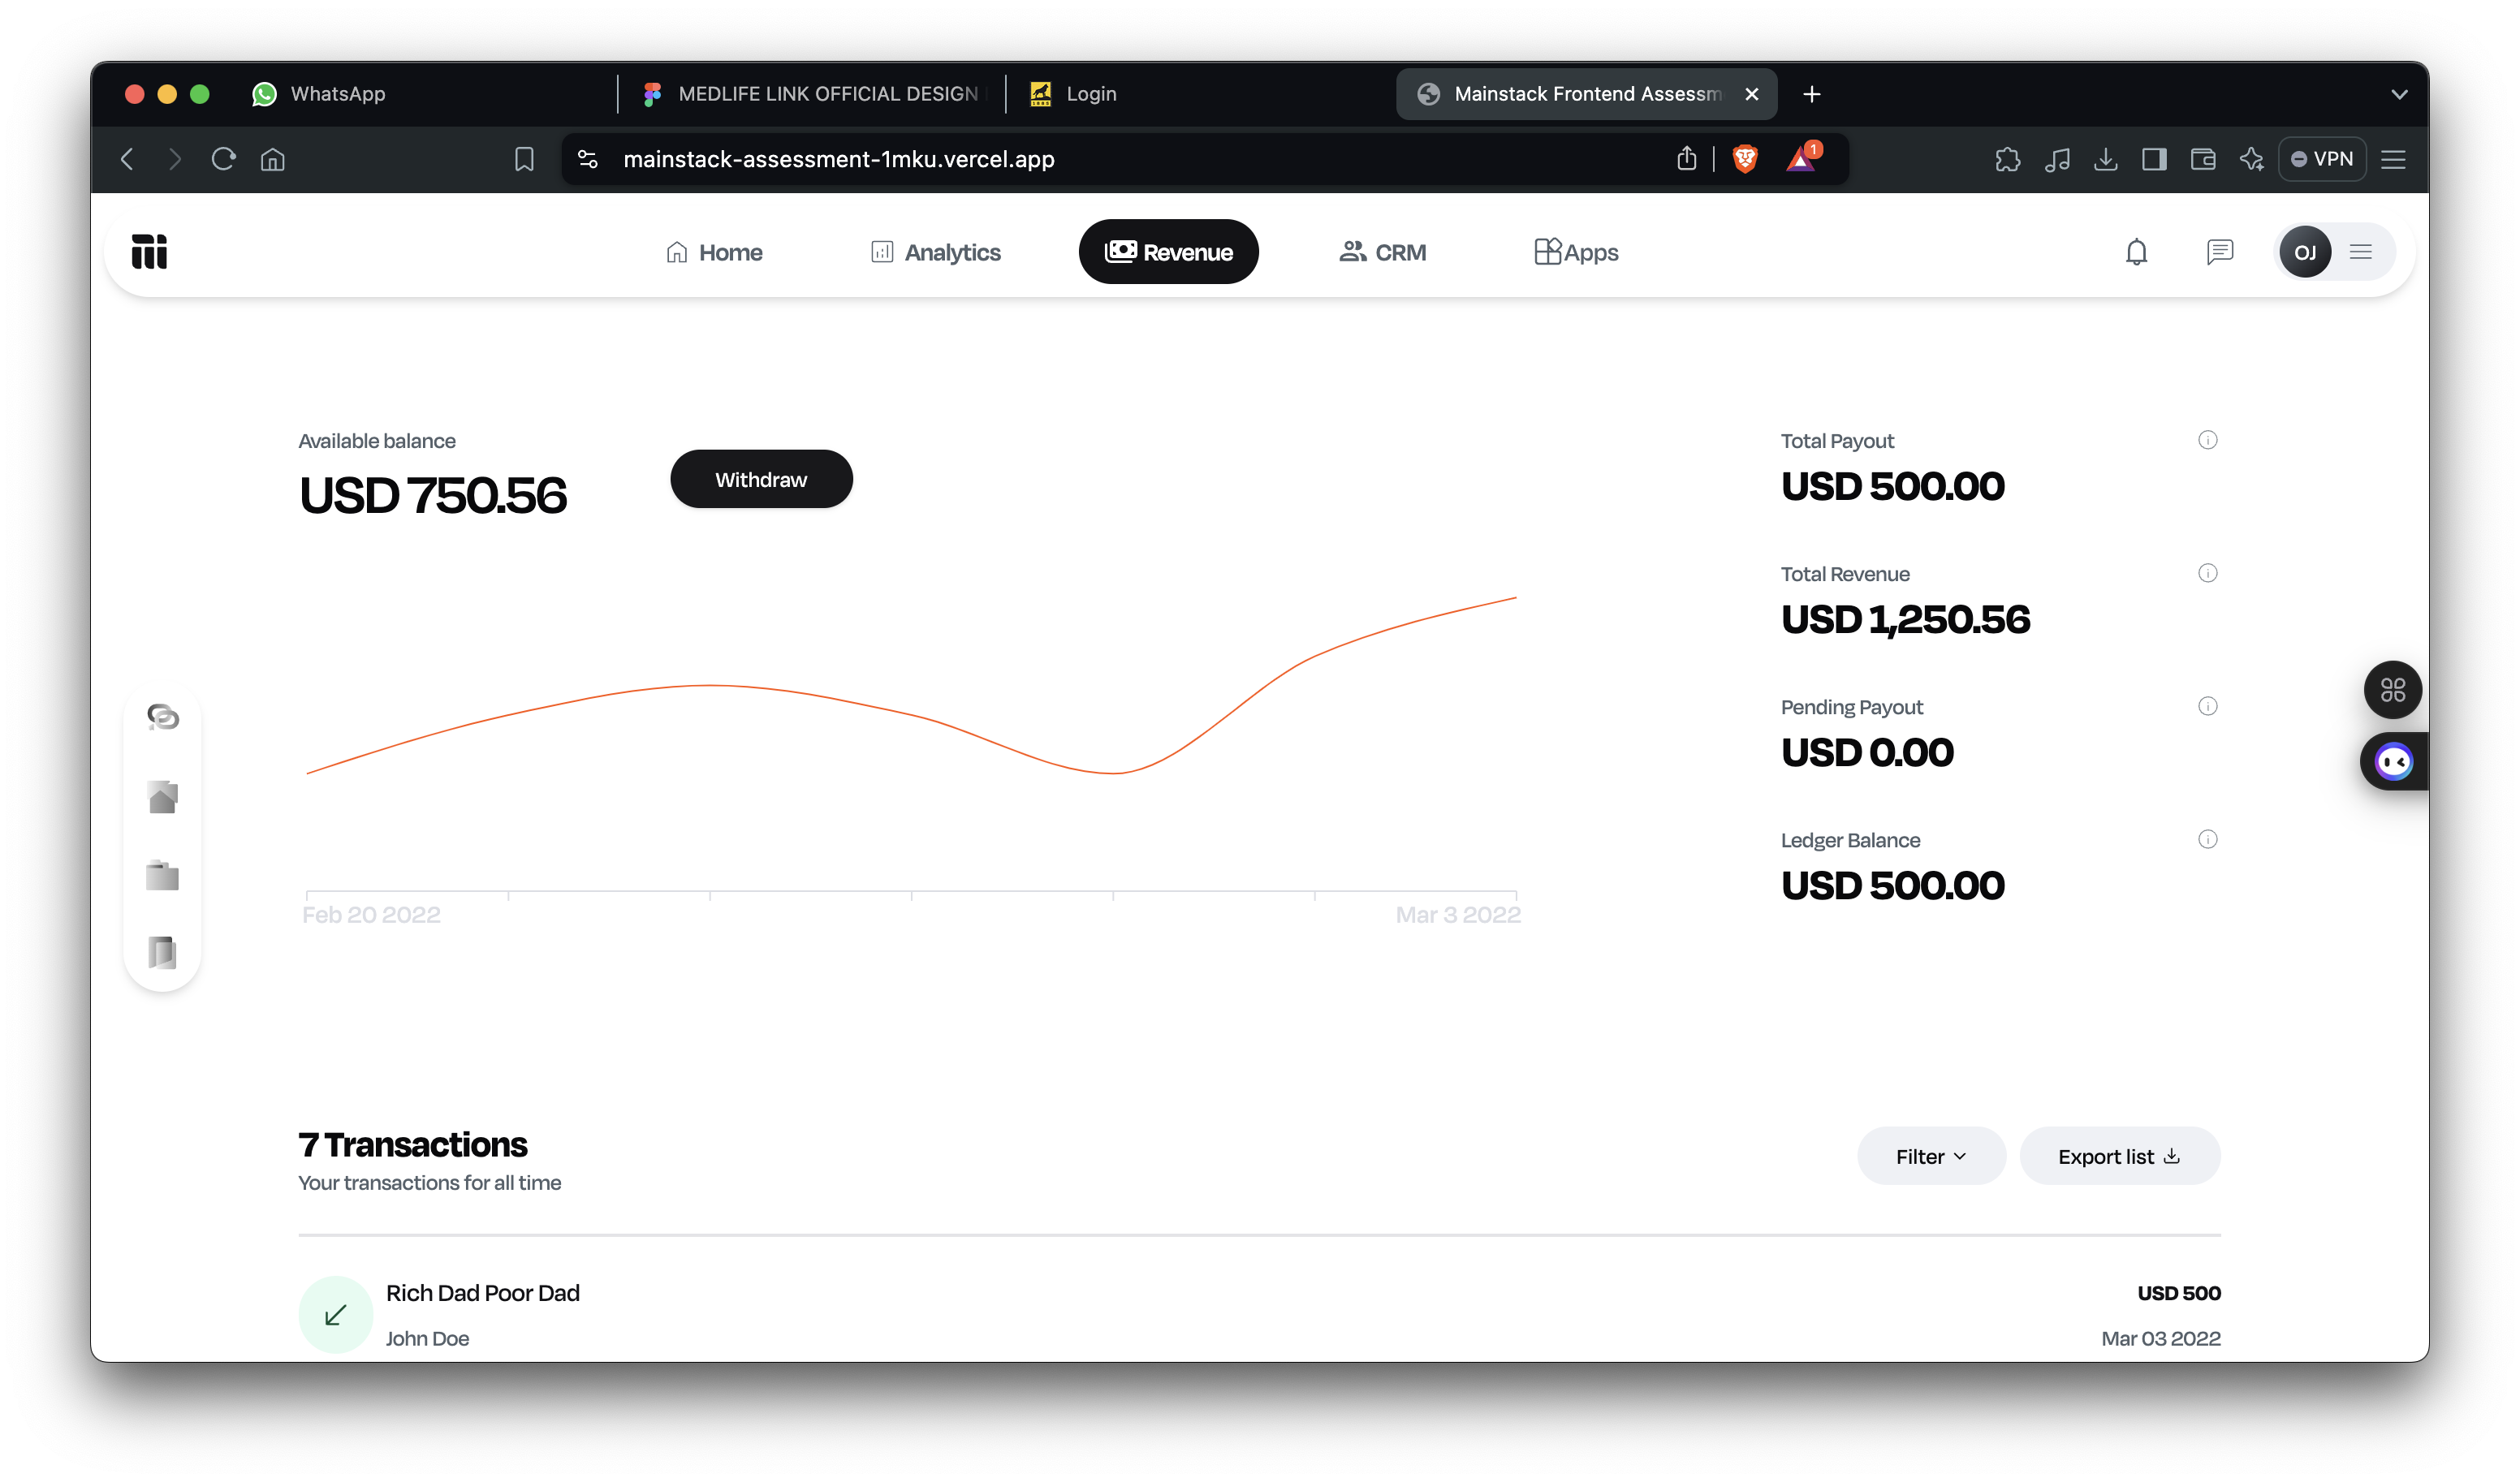 WhatsApp
MEDLIFE LINK OFFICIAL DESIGN
Login
Mainstack Frontend Assessm
mainstack-assessment-1mku.vercel.app
1
VPN
Home
Analytics
Revenue
CRM
Apps
OJ
Available balance
USD 750.56
Withdraw
Total Payout
USD 500.00
Total Revenue
USD 1,250.56
Pending Payout
USD 0.00
Ledger Balance
USD 500.00
Feb 20 2022
Mar 3 2022
7 Transactions
Your transactions for all time
Filter
Export list
Rich Dad Poor Dad
USD 500
John Doe
Mar 03 2022